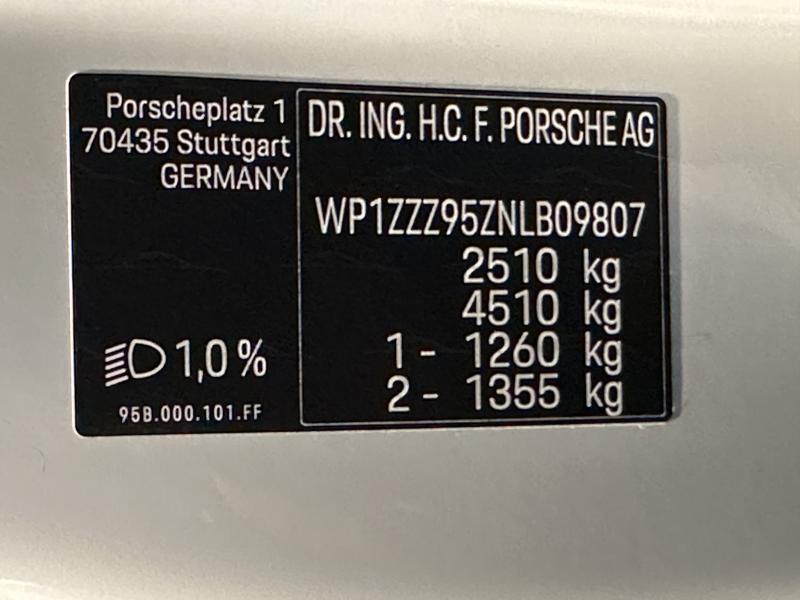 Porscheplatz 1
70435 Stuttgart
GERMANY
1,0 %
95B.000.101.FF
DR. ING. H.C. F. PORSCHE AG
WP1ZZZ95ZNLB09807
2510 kg
4510 kg
1 - 1260 kg
2 - 1355 kg